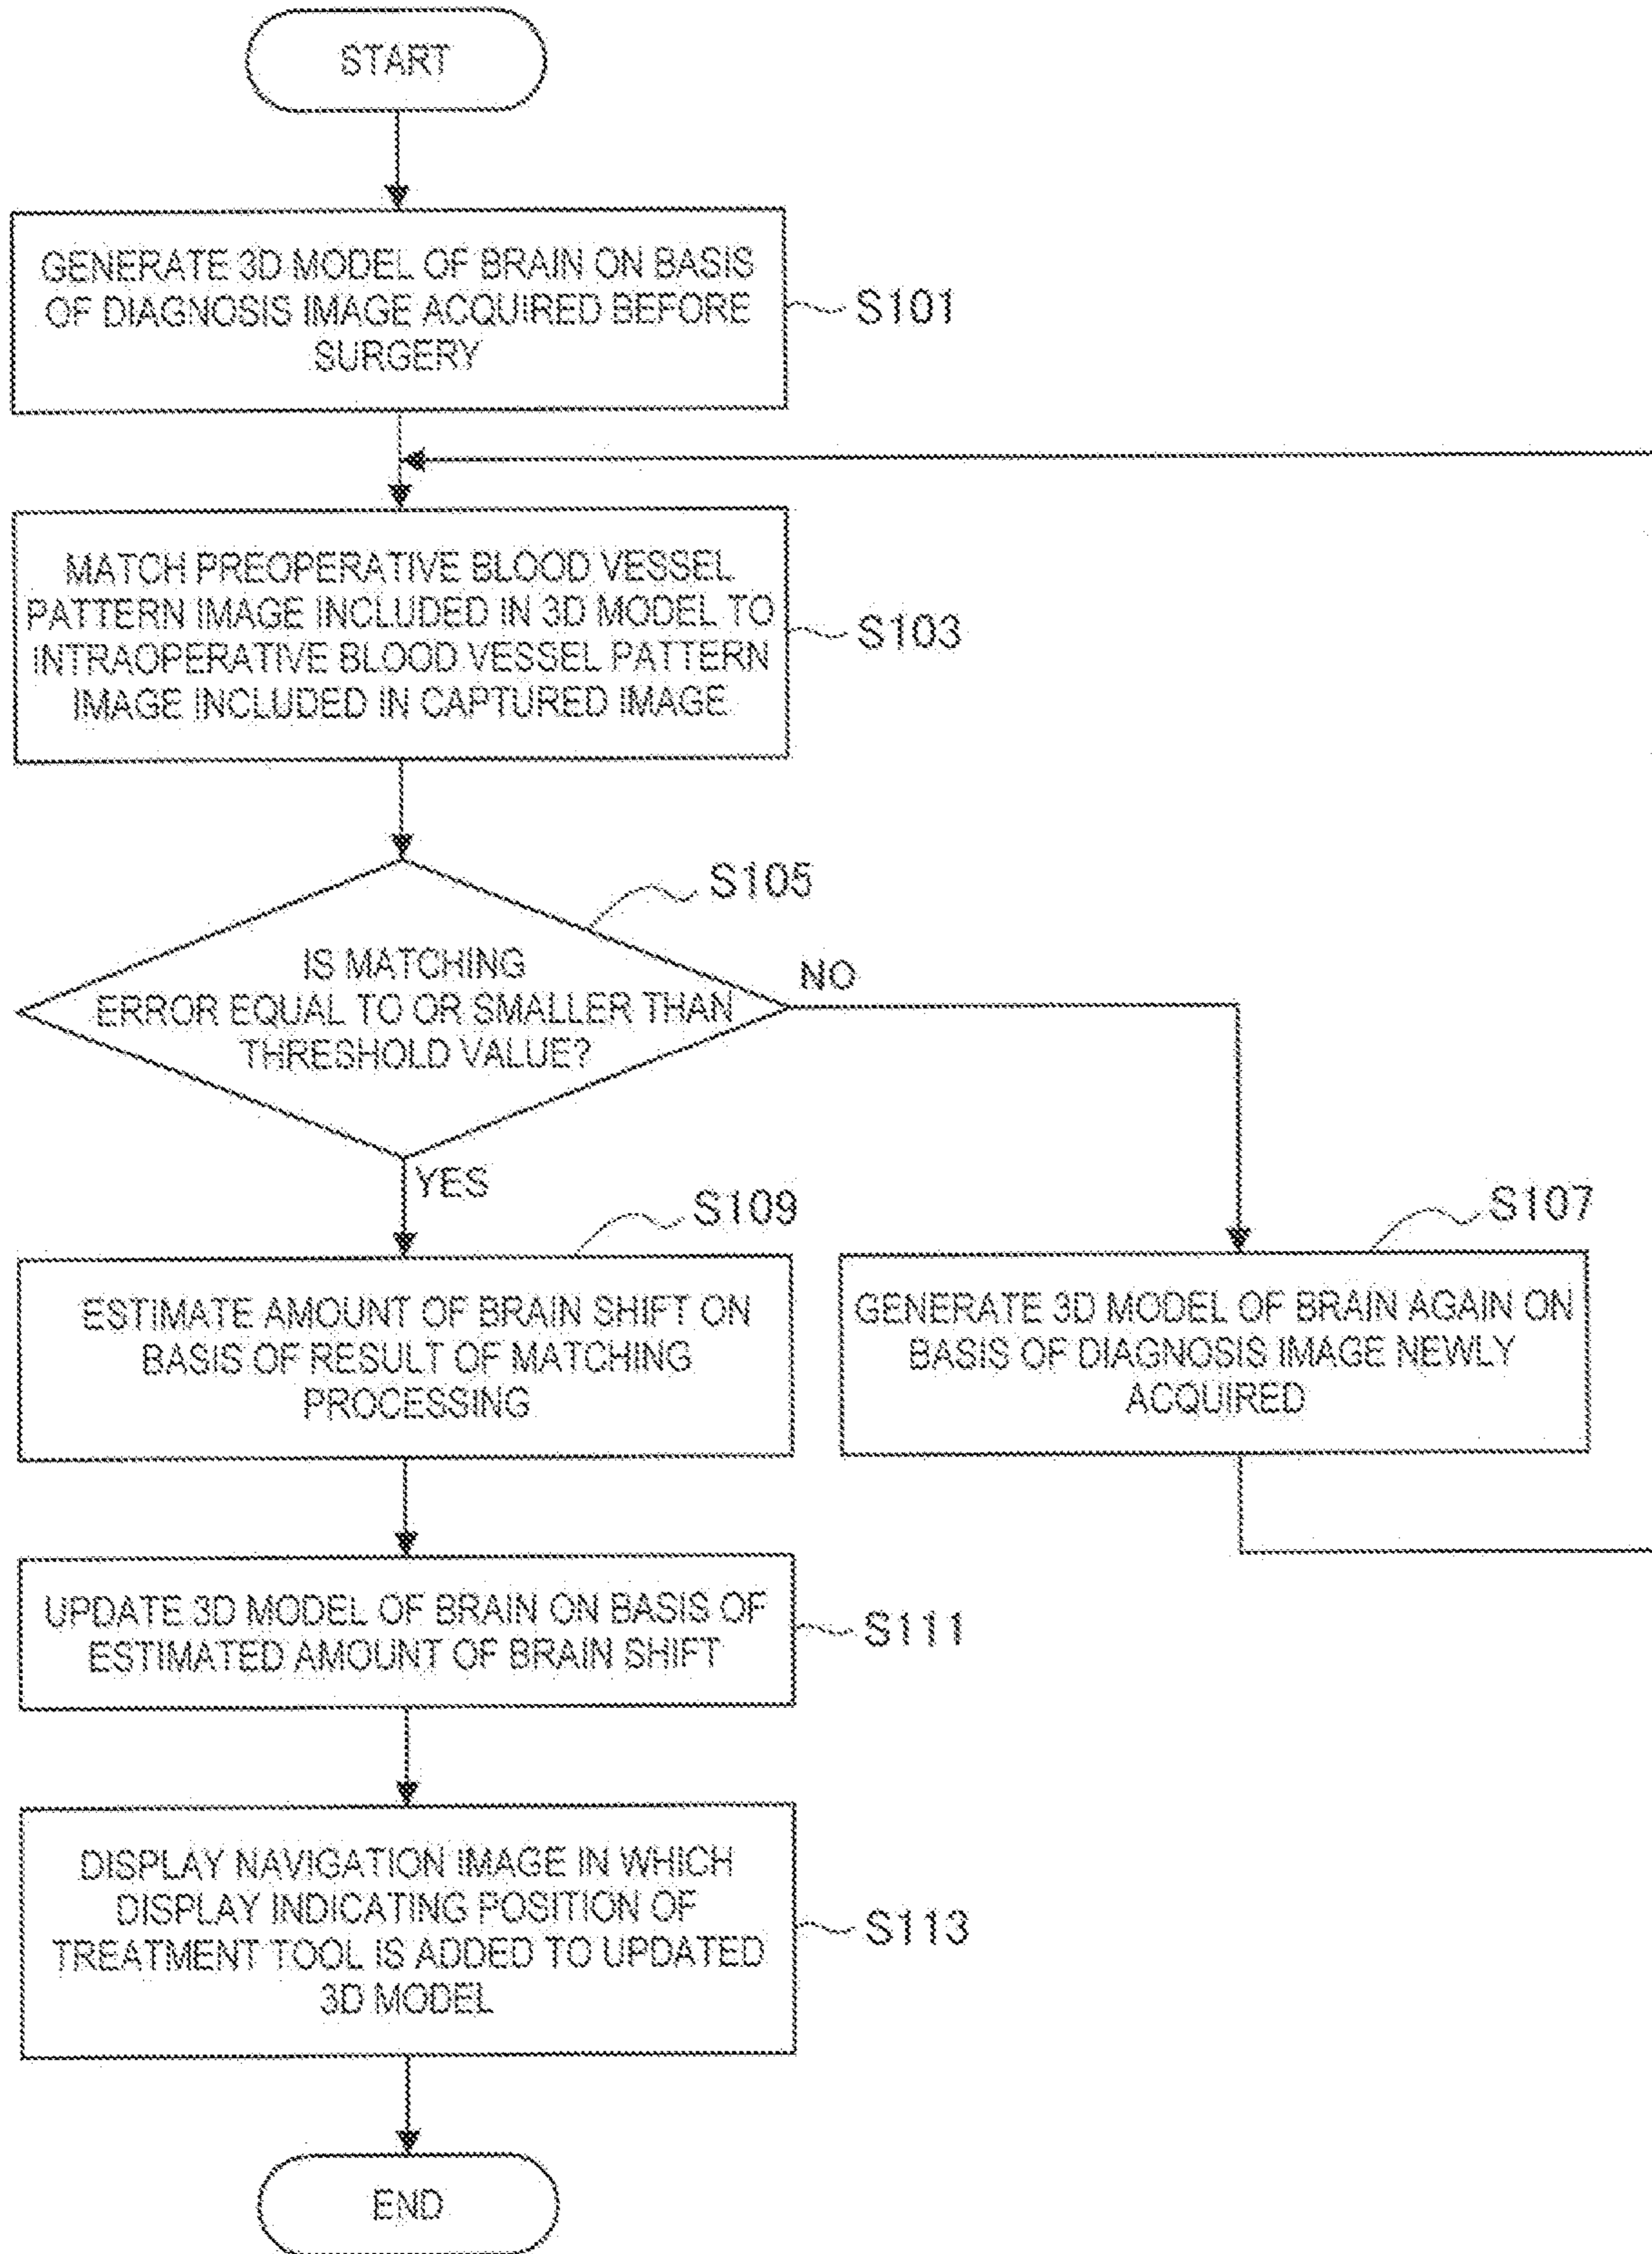 START
GENERATE 3D MODEL OF BRAIN ON BASIS
OF DIAGNOSIS IMAGE ACQUIRED BEFORE
SURGERY
S101
MATCH PREOPERATIVE BLOOD VESSEL
PATTERN IMAGE INCLUDED IN 3D MODEL TO
INTRAOPERATIVE BLOOD VESSEL PATTERN
IMAGE INCLUDED IN CAPTURED IMAGE
S103
S105
IS MATCHING
ERROR EQUAL TO OR SMALLER THAN
THRESHOLD VALUE?
NO
YES
S109
ESTIMATE AMOUNT OF BRAIN SHIFT ON
BASIS OF RESULT OF MATCHING
PROCESSING
S107
GENERATE 3D MODEL OF BRAIN AGAIN ON
BASIS OF DIAGNOSIS IMAGE NEWLY
ACQUIRED
UPDATE 3D MODEL OF BRAIN ON BASIS OF
ESTIMATED AMOUNT OF BRAIN SHIFT
S111
DISPLAY NAVIGATION IMAGE IN WHICH
DISPLAY INDICATING POSITION OF
TREATMENT TOOL IS ADDED TO UPDATED
3D MODEL
S113
END